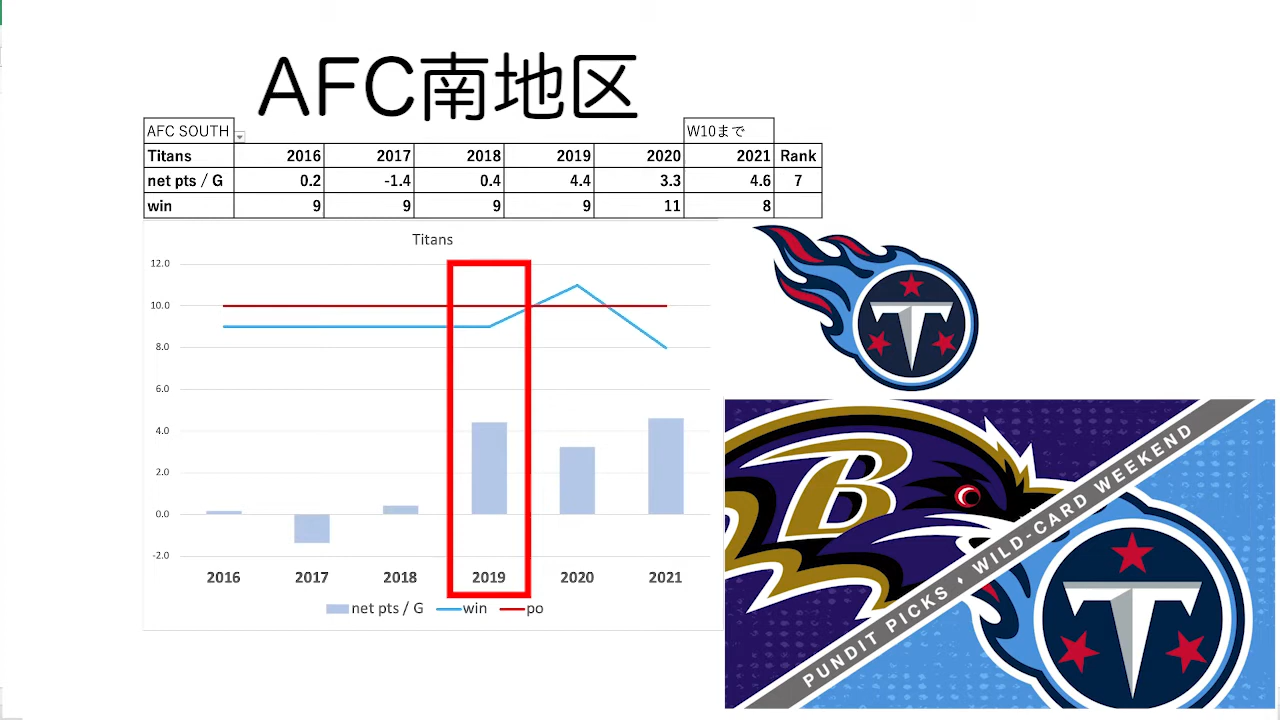 AFC南地区
AFC SOUTH W10まで
Titans 2016 2017 2018 2019 2020 2021 Rank
net pts / G 0.2 -1.4 0.4 4.4 3.3 4.6 7
win 9 9 9 9 11 8
Titans
12.0
10.0
8.0
6.0
4.0
2.0
0.0
-2.0
2016 2017 2018 2019 2020 2021
net pts / G win po
T
B
PUNDIT PICKS ♦ WILD-CARD WEEKEND
T